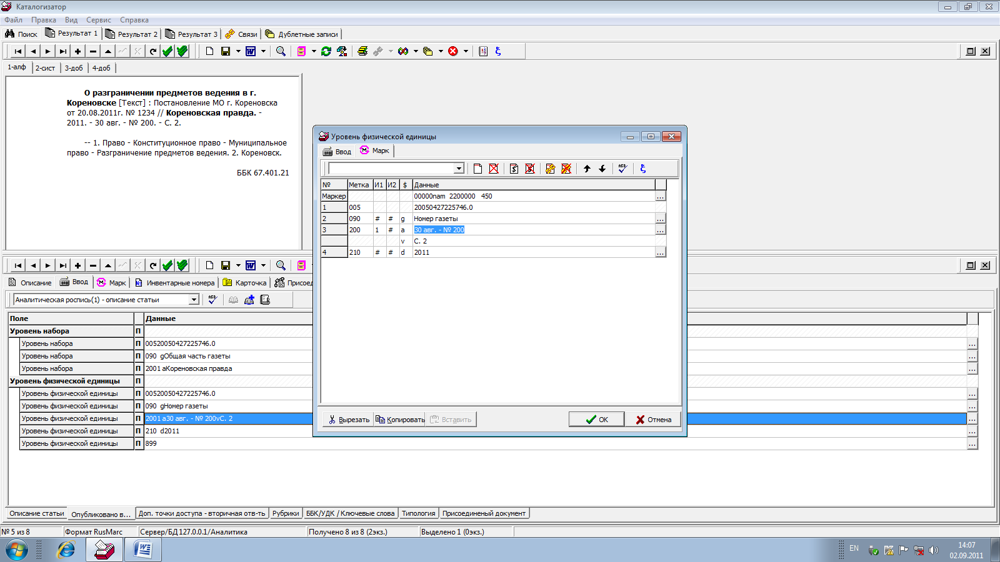 Каталогизатор
Файл Правка Вид Сервис Справка
Поиск Результат 1 Результат 2 Результат 3 Связи Дублетные записи
1-алф 2-сист 3-доб 4-доб
О разграничении предметов ведения в г.
Кореновске [Текст] : Постановление МО г. Кореновска
от 20.08.2011г. № 1234 // Кореновская правда. -
2011. - 30 авг. - № 200. - С. 2.
-- 1. Право - Конституционное право - Муниципальное
право - Разграничение предметов ведения. 2. Кореновск.
ББК 67.401.21
Уровень физической единицы
Ввод Марк
№ Метка И1 И2 $ Данные
Маркер 00000nam 2200000 450 ...
1 005 20050427225746.0
2 090 # # g Номер газеты ...
3 200 1 # a 30 авг. - № 200 ...
v С. 2
4 210 # # d 2011 ...
Вырезать Копировать Вставить OK Отмена
Описание Ввод Марк Инвентарные номера Карточка Присоед
Аналитическая роспись(1) - описание статьи
Поле Данные
Уровень набора П
Уровень набора П 00520050427225746.0 ...
Уровень набора П 090 gОбщая часть газеты ...
Уровень набора П 2001 aКореновская правда ...
Уровень физической единицы П
Уровень физической единицы П 00520050427225746.0 ...
Уровень физической единицы П 090 gНомер газеты ...
Уровень физической единицы П 2001 a30 авг. - № 200vС. 2 ...
Уровень физической единицы П 210 d2011 ...
Уровень физической единицы П 899 ...
Описание статьи Опубликовано в... Доп. точки доступа - вторичная отв-ть Рубрики ББК/УДК / Ключевые слова Типология Присоединеный документ
№ 5 из 8 Формат RusMarc Сервер/БД 127.0.0.1/Аналитика Получено 8 из 8 (2экз.) Выделено 1 (0экз.)
EN 14:07
02.09.2011